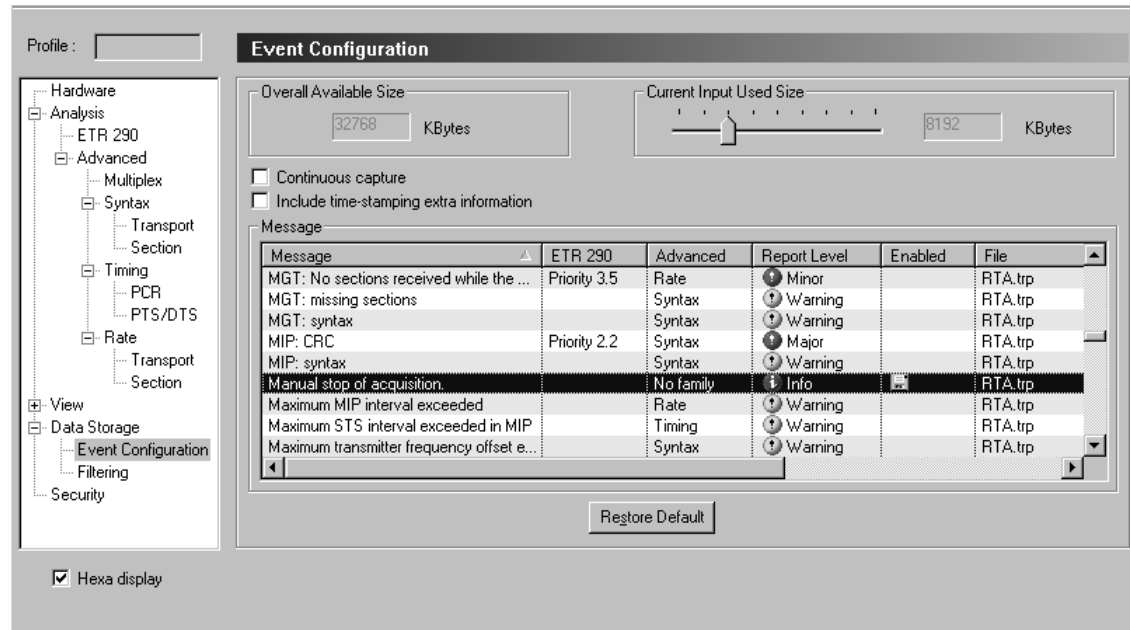 Profile :
Event Configuration
Hardware
Analysis
ETR 290
Advanced
Multiplex
Syntax
Transport
Section
Timing
PCR
PTS/DTS
Rate
Transport
Section
View
Data Storage
Event Configuration
Filtering
Security
Hexa display
Overall Available Size
32768 KBytes
Current Input Used Size
8192 KBytes
Continuous capture
Include time-stamping extra information
Message
Message ETR 290 Advanced Report Level Enabled File
MGT: No sections received while the ... Priority 3.5 Rate Minor RTA.trp
MGT: missing sections Syntax Warning RTA.trp
MGT: syntax Syntax Warning RTA.trp
MIP: CRC Priority 2.2 Syntax Major RTA.trp
MIP: syntax Syntax Warning RTA.trp
Manual stop of acquisition. No family Info RTA.trp
Maximum MIP interval exceeded Rate Warning RTA.trp
Maximum STS interval exceeded in MIP Timing Warning RTA.trp
Maximum transmitter frequency offset e... Syntax Warning RTA.trp
Restore Default